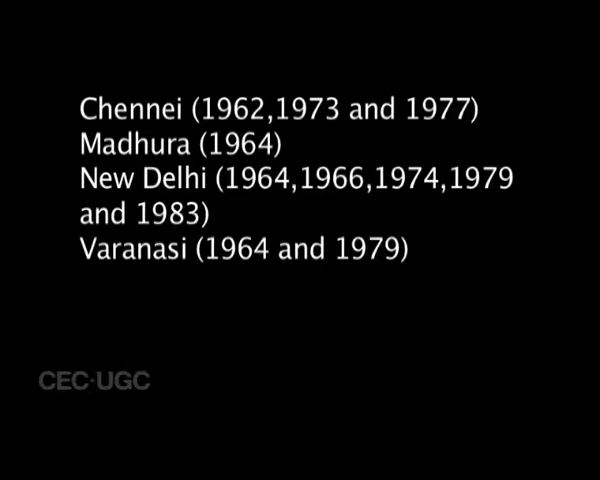 Chennei (1962,1973 and 1977)
Madhura (1964)
New Delhi (1964,1966,1974,1979
and 1983)
Varanasi (1964 and 1979)
CEC-UGC